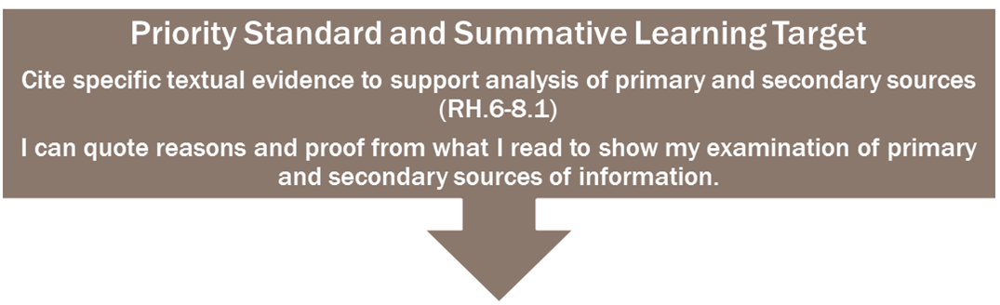 Priority Standard and Summative Learning Target
Cite specific textual evidence to support analysis of primary and secondary sources
(RH.6-8.1)
I can quote reasons and proof from what I read to show my examination of primary
and secondary sources of information.